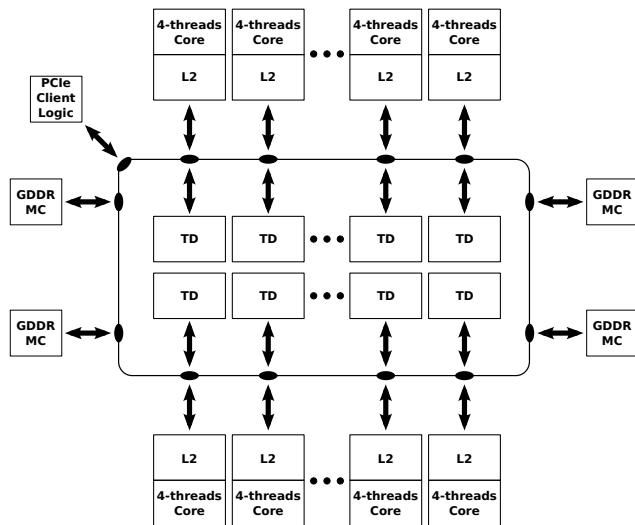 4-threads
Core
4-threads
Core
4-threads
Core
4-threads
Core
L2
L2
L2
L2
PCIe
Client
Logic
GDDR
MC
GDDR
MC
TD
TD
TD
TD
TD
TD
TD
TD
GDDR
MC
GDDR
MC
L2
L2
L2
L2
4-threads
Core
4-threads
Core
4-threads
Core
4-threads
Core